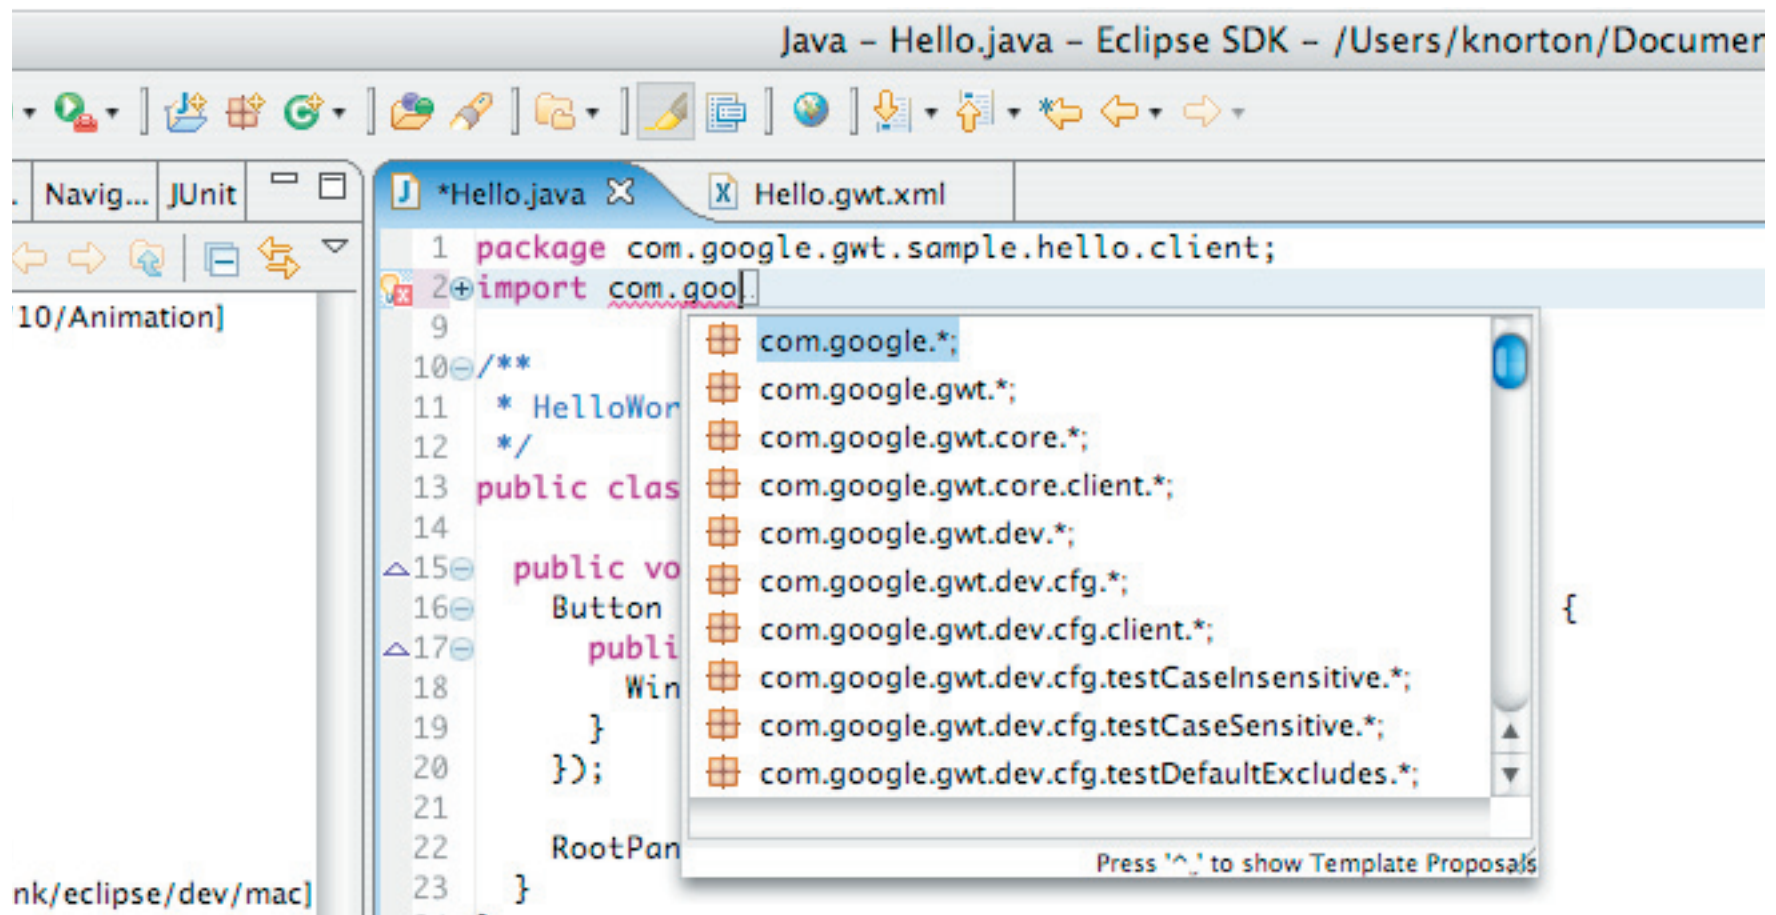 Java – Hello.java – Eclipse SDK – /Users/knorton/Documen
Navig... JUnit
*Hello.java Hello.gwt.xml
10/Animation]
nk/eclipse/dev/mac]
1 package com.google.gwt.sample.hello.client;
2 import com.goo
9
10 /**
11 * HelloWor
12 */
13 public clas
14
15 public vo
16 Button {
17 publi
18 Win
19 }
20 });
21
22 RootPan
23 }
com.google.*;
com.google.gwt.*;
com.google.gwt.core.*;
com.google.gwt.core.client.*;
com.google.gwt.dev.*;
com.google.gwt.dev.cfg.*;
com.google.gwt.dev.cfg.client.*;
com.google.gwt.dev.cfg.testCaseInsensitive.*;
com.google.gwt.dev.cfg.testCaseSensitive.*;
com.google.gwt.dev.cfg.testDefaultExcludes.*;
Press '^␣' to show Template Proposals